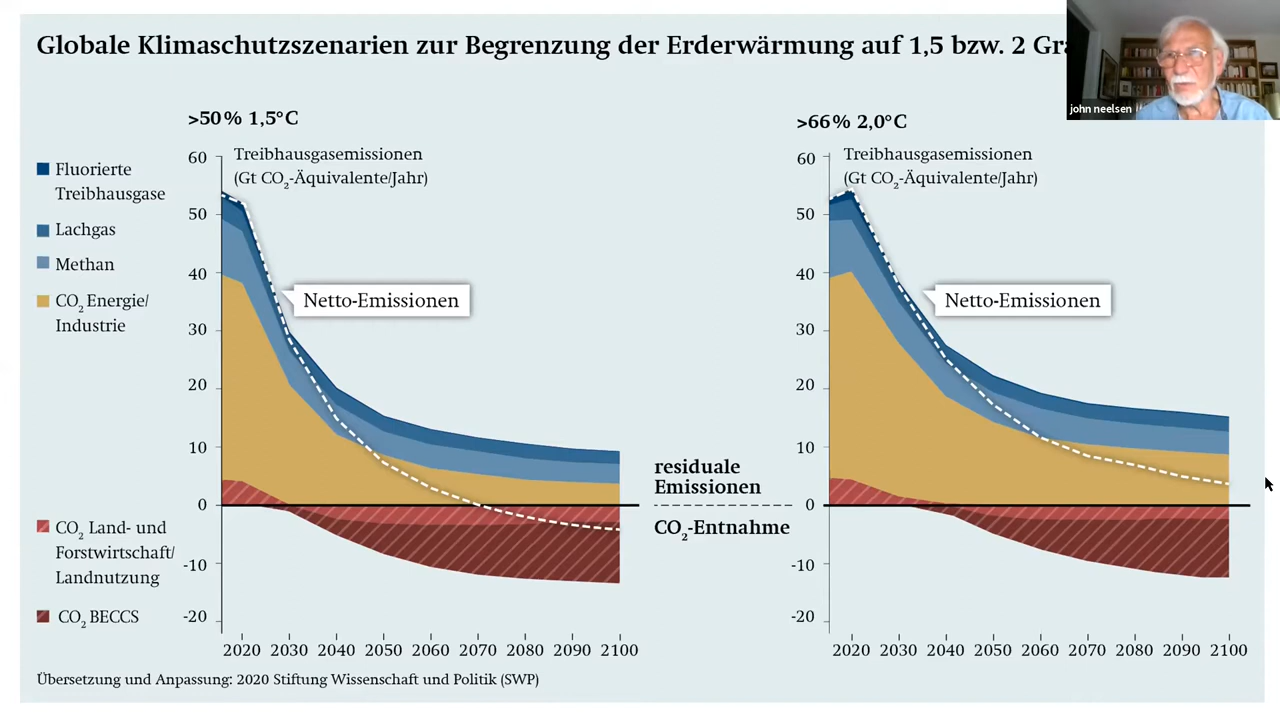 Globale Klimaschutzszenarien zur Begrenzung der Erderwärmung auf 1,5 bzw. 2
john neelsen
>50% 1,5°C
Treibhausgasemissionen
(Gt CO₂-Äquivalente/Jahr)
Fluorierte
Treibhausgase
Lachgas
Methan
CO₂ Energie/
Industrie
CO₂ Land- und
Forstwirtschaft/
Landnutzung
CO₂ BECCS
60
50
40
30
20
10
0
-10
-20
Netto-Emissionen
2020 2030 2040 2050 2060 2070 2080 2090 2100
residuale
Emissionen
CO₂-Entnahme
>66% 2,0°C
Treibhausgasemissionen
(Gt CO₂-Äquivalente/Jahr)
60
50
40
30
20
10
0
-10
-20
Netto-Emissionen
2020 2030 2040 2050 2060 2070 2080 2090 2100
Übersetzung und Anpassung: 2020 Stiftung Wissenschaft und Politik (SWP)